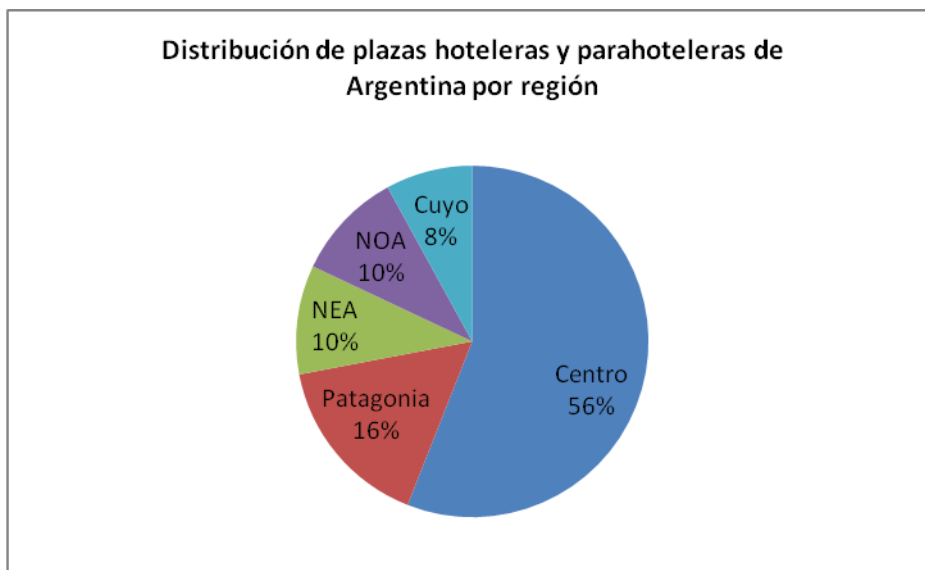 Distribución de plazas hoteleras y parahoteleras de
Argentina por región
Cuyo
8%
NOA
10%
NEA
10%
Centro
56%
Patagonia
16%